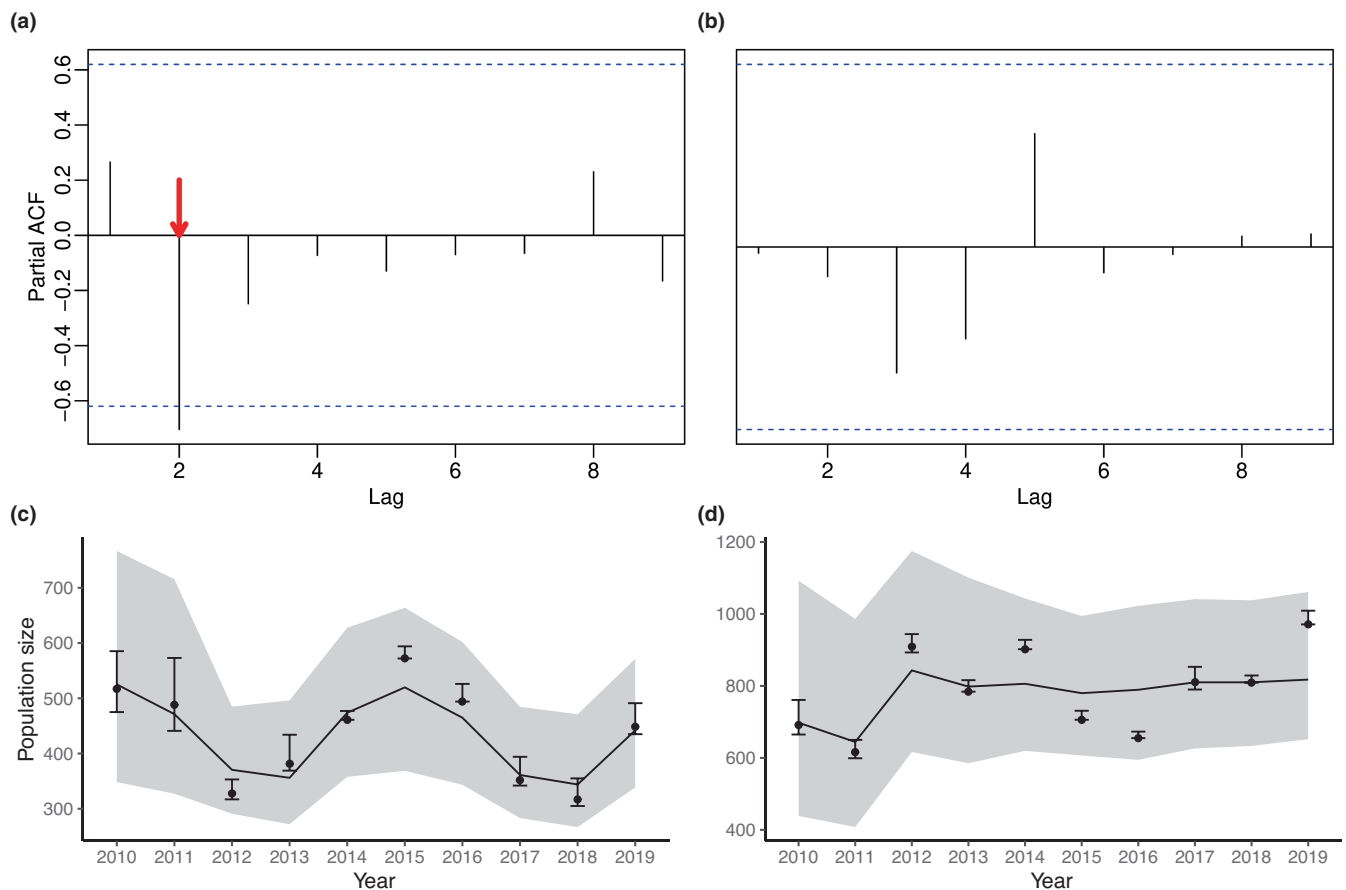 (a)
(b)
Partial ACF
0.6
0.4
0.2
0.0
−0.2
−0.4
−0.6
2 4 6 8
Lag
2 4 6 8
Lag
(c)
(d)
Population size
700
600
500
400
300
2010 2011 2012 2013 2014 2015 2016 2017 2018 2019
Year
1200
1000
800
600
400
2010 2011 2012 2013 2014 2015 2016 2017 2018 2019
Year